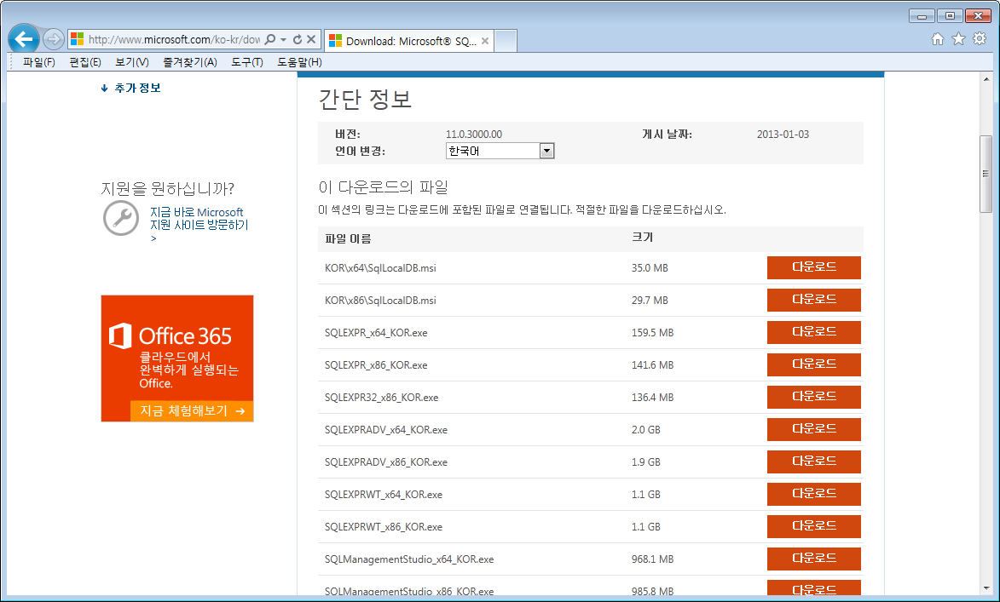 http://www.microsoft.com/ko-kr/dow
Download: Microsoft® SQ...
파일(F) 편집(E) 보기(V) 즐겨찾기(A) 도구(T) 도움말(H)
추가 정보
지원을 원하십니까?
지금 바로 Microsoft
지원 사이트 방문하기
>
Office 365
클라우드에서
완벽하게 실행되는
Office.
지금 체험해보기 →
간단 정보
버전: 11.0.3000.00 게시 날짜: 2013-01-03
언어 변경: 한국어
이 다운로드의 파일
이 섹션의 링크는 다운로드에 포함된 파일로 연결됩니다. 적절한 파일을 다운로드하십시오.
파일 이름 크기
KOR\x64\SqlLocalDB.msi 35.0 MB 다운로드
KOR\x86\SqlLocalDB.msi 29.7 MB 다운로드
SQLEXPR_x64_KOR.exe 159.5 MB 다운로드
SQLEXPR_x86_KOR.exe 141.6 MB 다운로드
SQLEXPR32_x86_KOR.exe 136.4 MB 다운로드
SQLEXPRADV_x64_KOR.exe 2.0 GB 다운로드
SQLEXPRADV_x86_KOR.exe 1.9 GB 다운로드
SQLEXPRWT_x64_KOR.exe 1.1 GB 다운로드
SQLEXPRWT_x86_KOR.exe 1.1 GB 다운로드
SQLManagementStudio_x64_KOR.exe 968.1 MB 다운로드
SQLManagementStudio_x86_KOR.exe 985.8 MB 다운로드